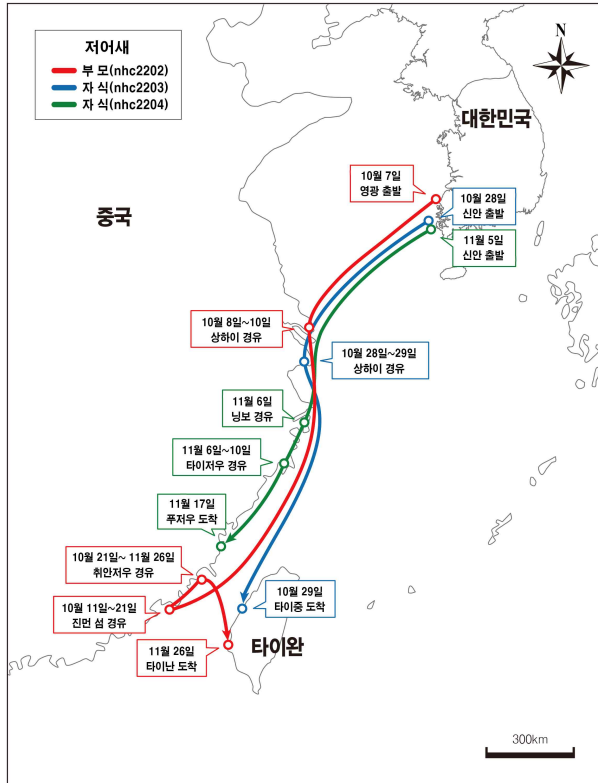 저어새
부 모(nhc2202)
자 식(nhc2203)
자 식(nhc2204)
N
대한민국
중국
10월 7일
영광 출발
10월 28일
신안 출발
11월 5일
신안 출발
10월 8일~10일
상하이 경유
10월 28일~29일
상하이 경유
11월 6일
닝보 경유
11월 6일~10일
타이저우 경유
11월 17일
푸저우 도착
10월 21일~ 11월 26일
취안저우 경유
10월 11일~21일
진먼 섬 경유
10월 29일
타이중 도착
타이완
11월 26일
타이난 도착
300km